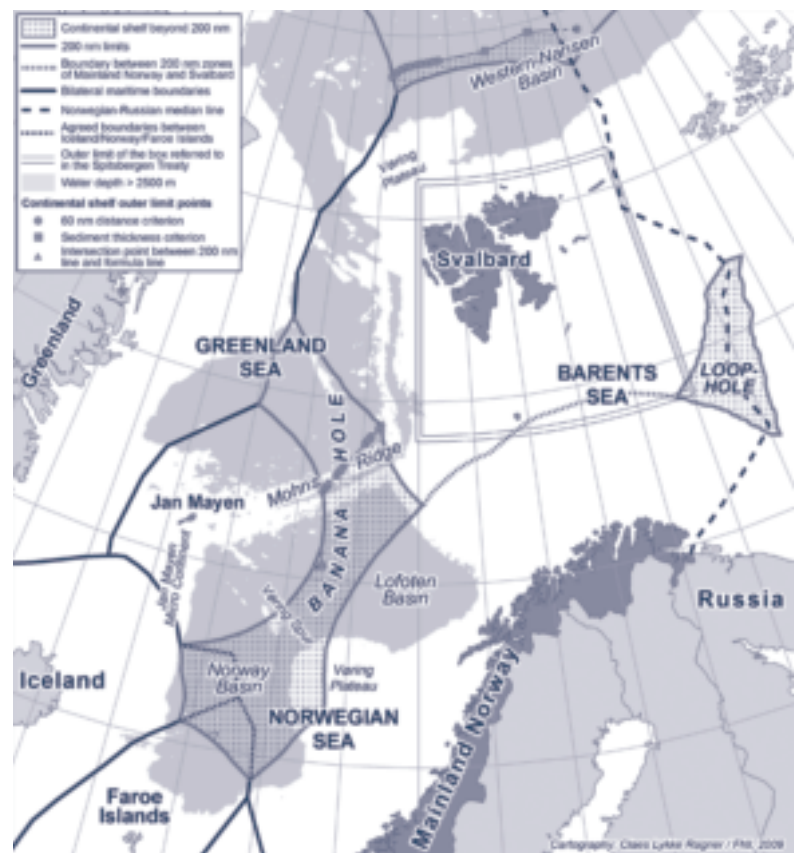 Continental shelf beyond 200 nm
200 nm limits
Boundary between 200 nm zones
of Mainland Norway and Svalbard
Bilateral maritime boundaries
Norwegian-Russian median line
Agreed boundaries between
Iceland/Norway/Faroe Islands
Outer limit of the box referred to
in the Spitsbergen Treaty
Water depth > 2500 m
Continental shelf outer limit points
60 nm distance criterion
Sediment thickness criterion
Intersection point between 200 nm
line and formula line
Western Nansen
Basin
Vøring
Plateau
Svalbard
Greenland
GREENLAND
SEA
BARENTS
SEA
LOOP-
HOLE
BANANA HOLE
Mohns Ridge
Jan Mayen
Jan Mayen
Micro Continent
Lofoten
Basin
Vøring Spur
Russia
Iceland
Norway
Basin
Vøring
Plateau
NORWEGIAN
SEA
Mainland Norway
Faroe
Islands
Cartography: Claes Lykke Ragner / FNI, 2009